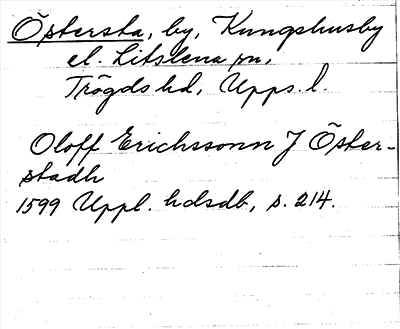 Östersta, by, Kungshusby
el. Litslena sn,
Trögds hd, Upps. l.
Oloff Erichssonn J Öster-
stadh
1599 Uppl. hdsdb, s. 214.